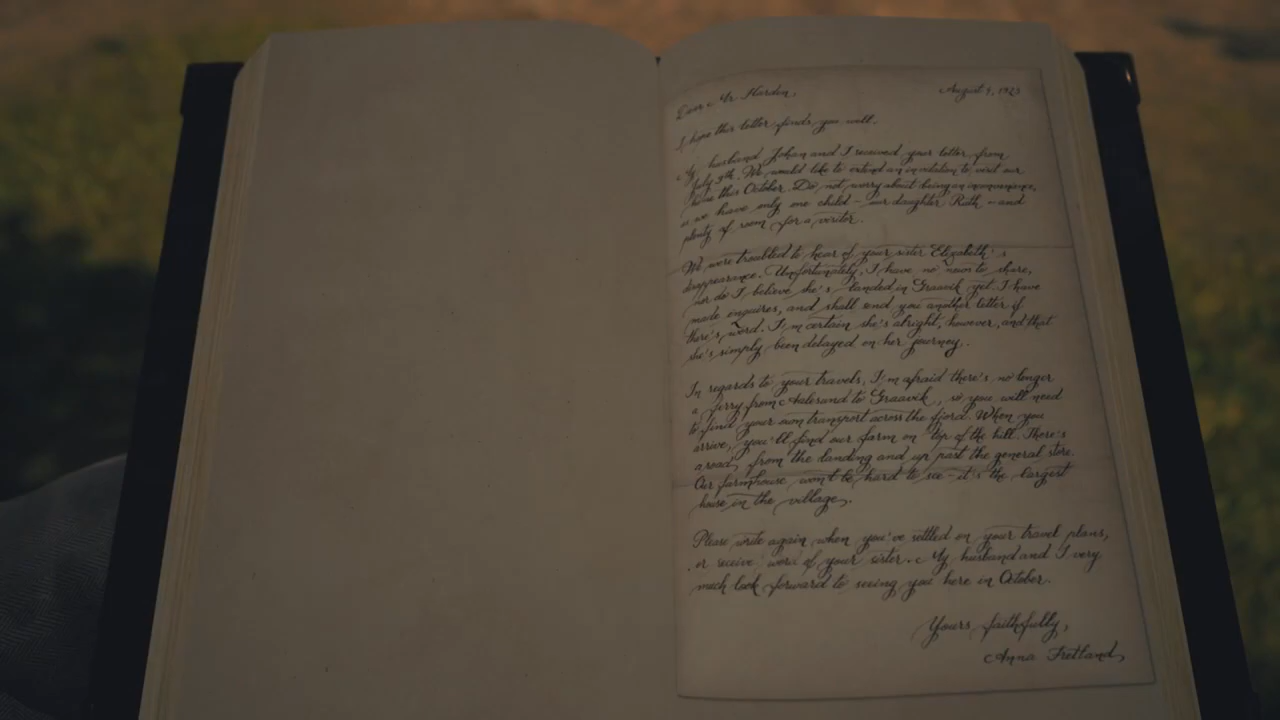 Dear Mr Harden,
August 5, 1923
I hope this letter finds you will.
My husband Johan and I received your letter from
July 9th. We would like to extend an invitation to visit our
home this October. Do not worry about being an inconvenience,
as we have only one child - our daughter Ruth - and
plenty of room for a visitor.
We were troubled to hear of your sister Elizabeth's
disappearance. Unfortunately, I have no news to share,
nor do I believe she's landed in Graavik yet. I have
made inquires, and shall send you another letter if
there's word. I'm certain she's alright, however, and that
she's simply been delayed on her journey.
In regards to your travels, I'm afraid there's no longer
a ferry from Aalesund to Graavik, so you will need
to find your own transport across the fjord. When you
arrive, you'll find our farm on top of the hill. There's
a road, from the landing and up past the general store.
Our farmhouse won't be hard to see - it's the largest
house in the village.
Please write again when you've settled on your travel plans,
or receive word of your sister. My husband and I very
much look forward to seeing you here in October.
Yours faithfully,
Anna Fretland